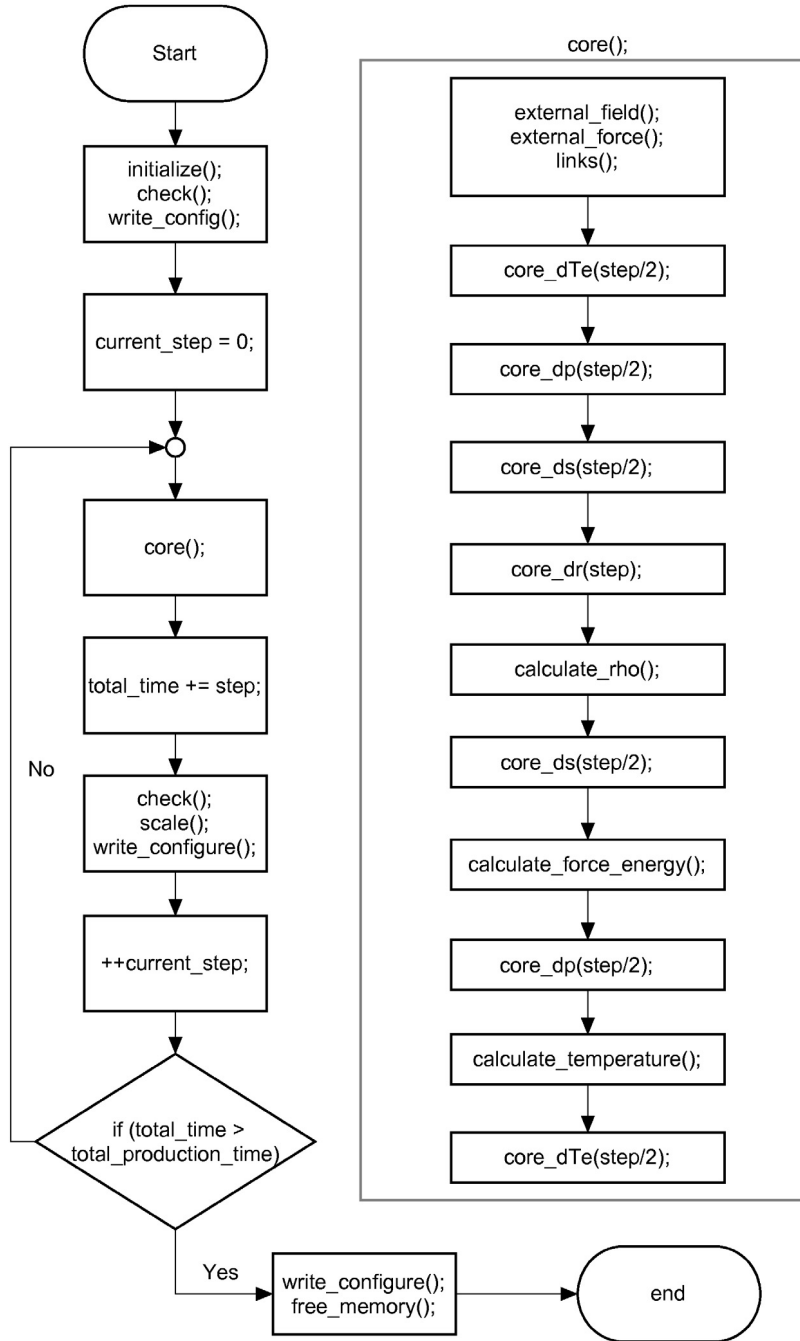 Start
initialize();
check();
write_config();
current_step = 0;
core();
total_time += step;
No
check();
scale();
write_configure();
++current_step;
if (total_time >
total_production_time)
Yes
write_configure();
free_memory();
end
core();
external_field();
external_force();
links();
core_dTe(step/2);
core_dp(step/2);
core_ds(step/2);
core_dr(step);
calculate_rho();
core_ds(step/2);
calculate_force_energy();
core_dp(step/2);
calculate_temperature();
core_dTe(step/2);